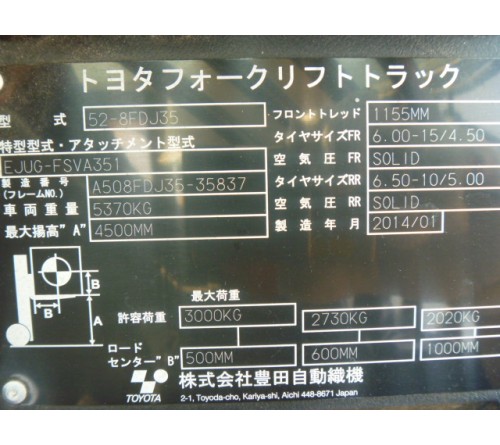 トヨタフォークリフトトラック
型 式 52-8FDJ35 フロントトレッド 1155MM
特型型式・アタッチメント型式 タイヤサイズFR 6.00-15/4.50
EJUG-FSVA351 空気圧 FR SOLID
製造番号 (フレームNO.) A508FDJ35-35837 タイヤサイズRR 6.50-10/5.00
車両重量 5370KG 空気圧 RR SOLID
最大揚高"A" 4500MM 製造年月 2014/01
B
B
A
最大荷重
許容荷重 3000KG 2730KG 2020KG
ロードセンター"B" 500MM 600MM 1000MM
TOYOTA 株式会社豊田自動織機
2-1, Toyoda-cho, Kariya-shi, Aichi 448-8671 Japan